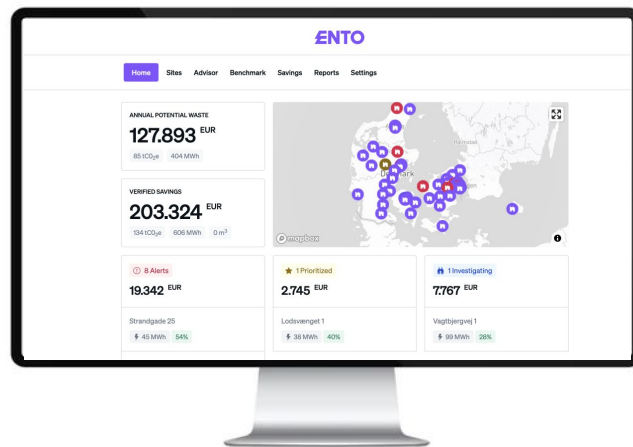 ENTO
Home Sites Advisor Benchmark Savings Reports Settings
ANNUAL POTENTIAL WASTE
127.893 EUR
85 tCO₂e 404 MWh
VERIFIED SAVINGS
203.324 EUR
134 tCO₂e 606 MWh 0 m³
Halmstad
mapbox
8 Alerts
19.342 EUR
Strandgade 25
45 MWh 54%
1 Prioritized
2.745 EUR
Lodsvænget 1
38 MWh 40%
1 Investigating
7.767 EUR
Vagtbjergvej 1
99 MWh 26%